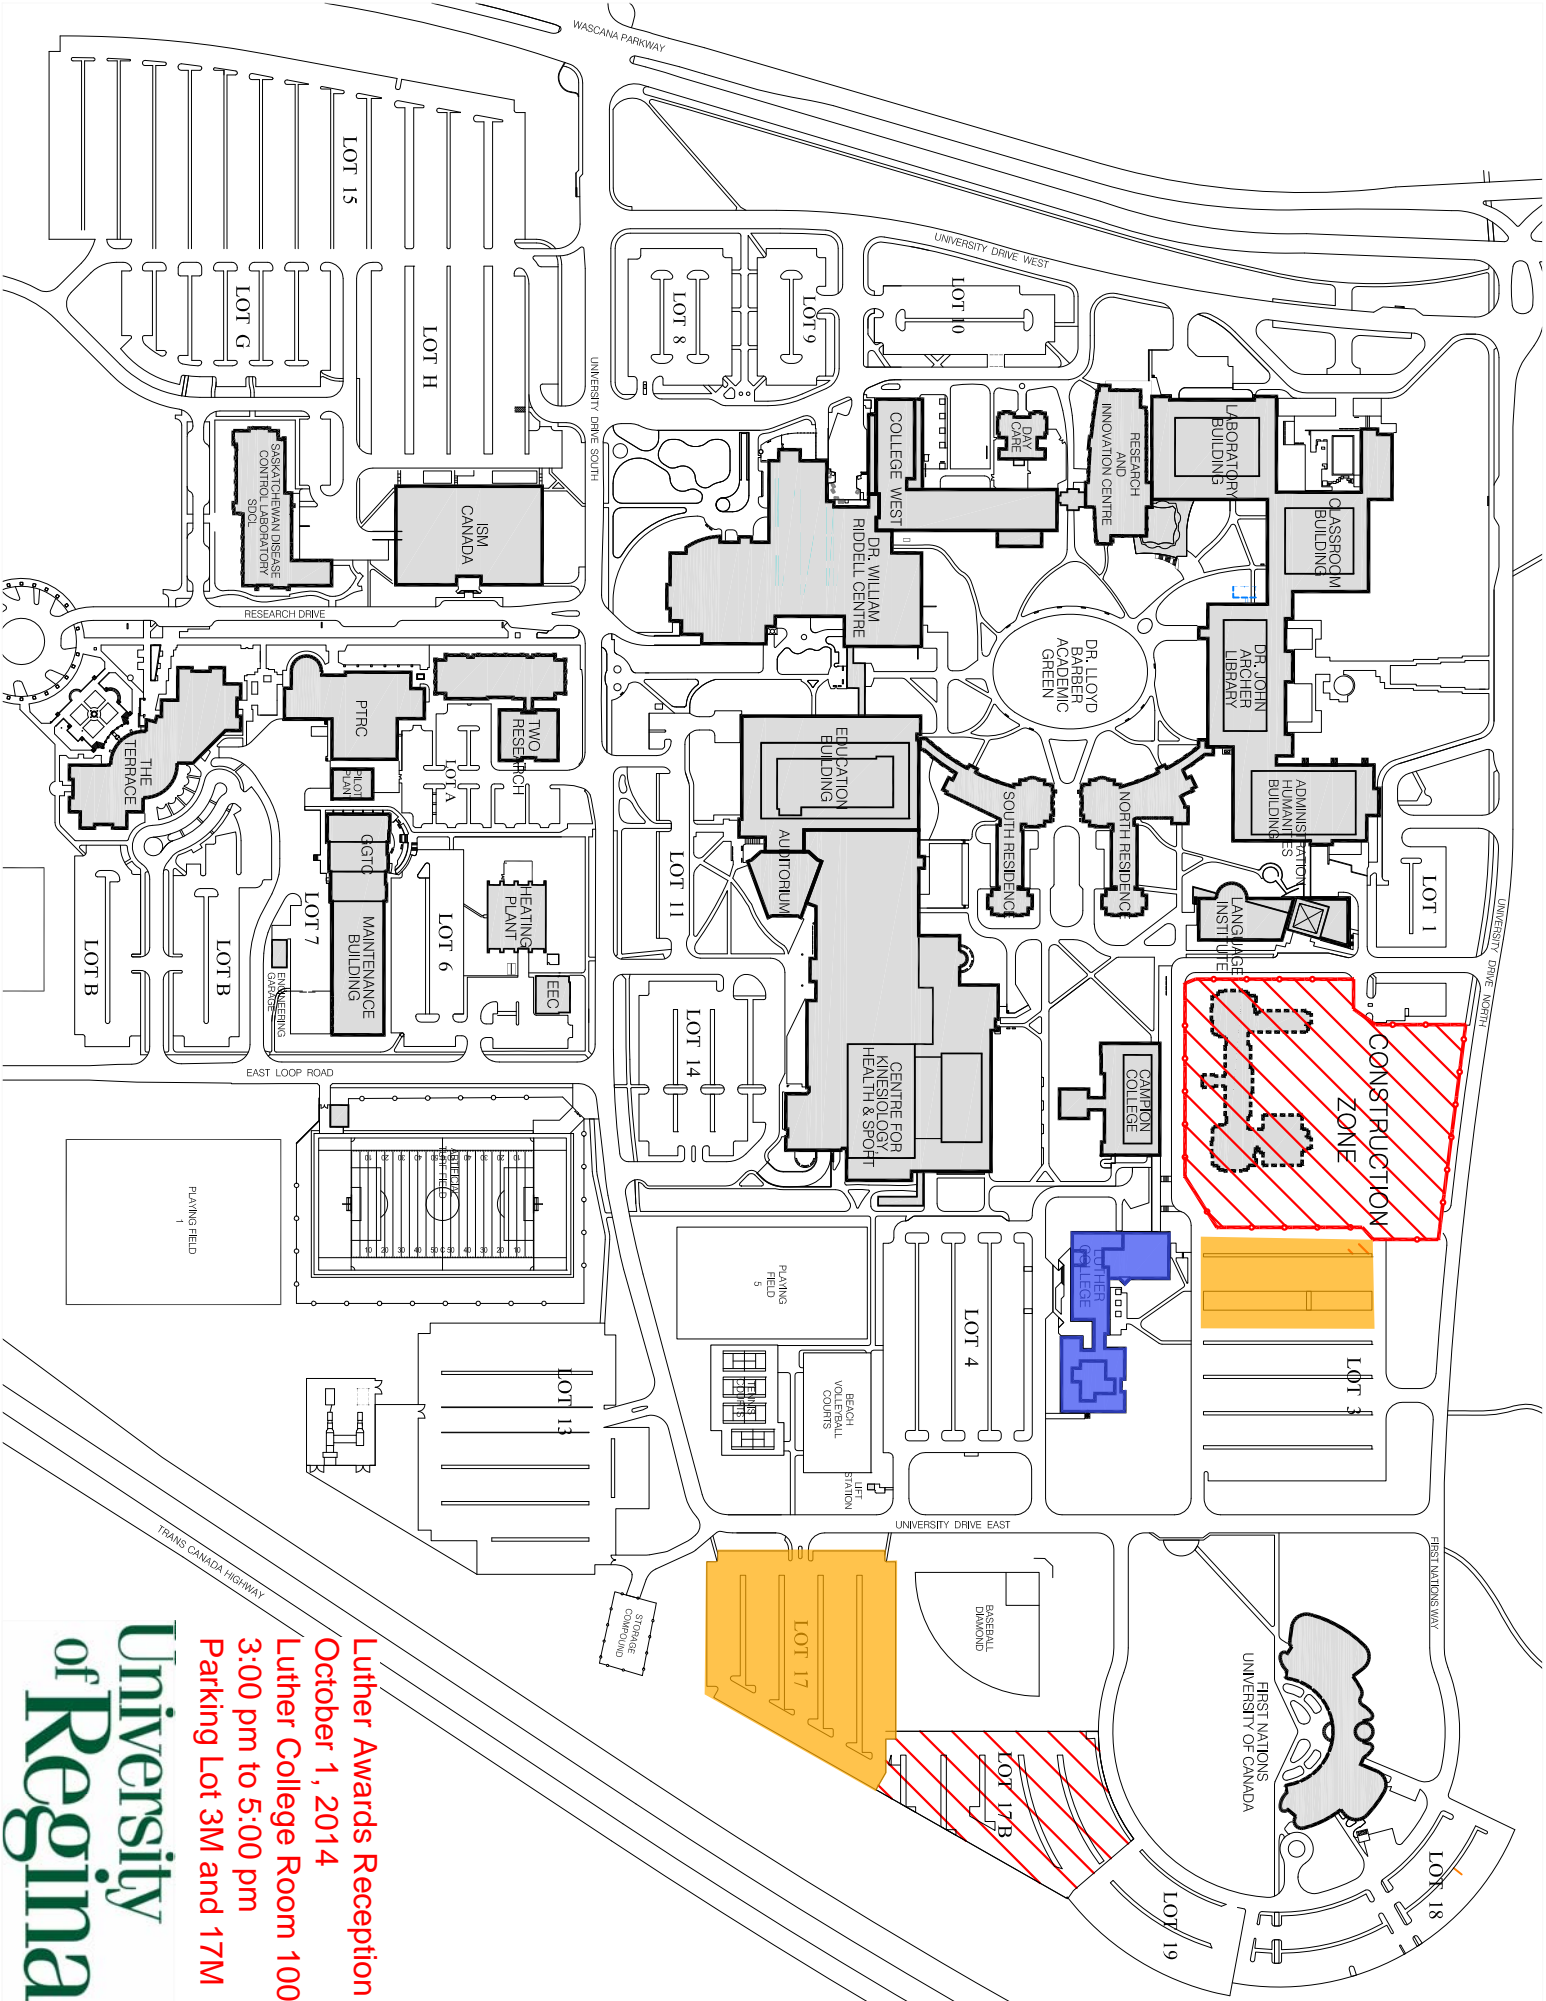 WASCANA PARKWAY
UNIVERSITY DRIVE WEST
LOT 15
LOT G
LOT H
LOT 8
LOT 9
LOT 10
UNIVERSITY DRIVE SOUTH
SASKATCHEWAN DISEASE
CONTROL LABORATORY
SDCL
ISM
CANADA
COLLEGE WEST
DAY
CARE
RESEARCH
AND
INNOVATION CENTRE
LABORATORY
BUILDING
CLASSROOM
BUILDING
DR. WILLIAM
RIDDELL CENTRE
RESEARCH DRIVE
DR. LLOYD
BARBER
ACADEMIC
GREEN
DR. JOHN
ARCHER
LIBRARY
THE
TERRACE
PTRC
TWO
RESEARCH
PILOT
PLANT
LOT A
EDUCATION
BUILDING
AUDITORIUM
SOUTH RESIDENCE
NORTH RESIDENCE
ADMINISTRATION
HUMANITIES
BUILDING
LOT 1
UNIVERSITY DRIVE NORTH
LANGUAGE
INSTITUTE
GGTC
MAINTENANCE
BUILDING
LOT 7
LOT 6
HEATING
PLANT
EEC
LOT 11
LOT B
LOT B
ENGINEERING
GARAGE
LOT 14
CENTRE FOR
KINESIOLOGY,
HEALTH & SPORT
CAMPION
COLLEGE
CONSTRUCTION
ZONE
EAST LOOP ROAD
PLAYING FIELD
1
ARTIFICIAL
TURF FIELD
PLAYING
FIELD
5
LOT 4
LUTHER
COLLEGE
LOT 3
LOT 13
TENNIS
COURTS
BEACH
VOLLEYBALL
COURTS
LIFT
STATION
UNIVERSITY DRIVE EAST
FIRST NATIONS WAY
TRANS CANADA HIGHWAY
STORAGE
COMPOUND
LOT 17
BASEBALL
DIAMOND
LOT 17B
FIRST NATIONS
UNIVERSITY OF CANADA
LOT 18
LOT 19
Luther Awards Reception
October 1, 2014
Luther College Room 100
3:00 pm to 5:00 pm
Parking Lot 3M and 17M
University
of Regina